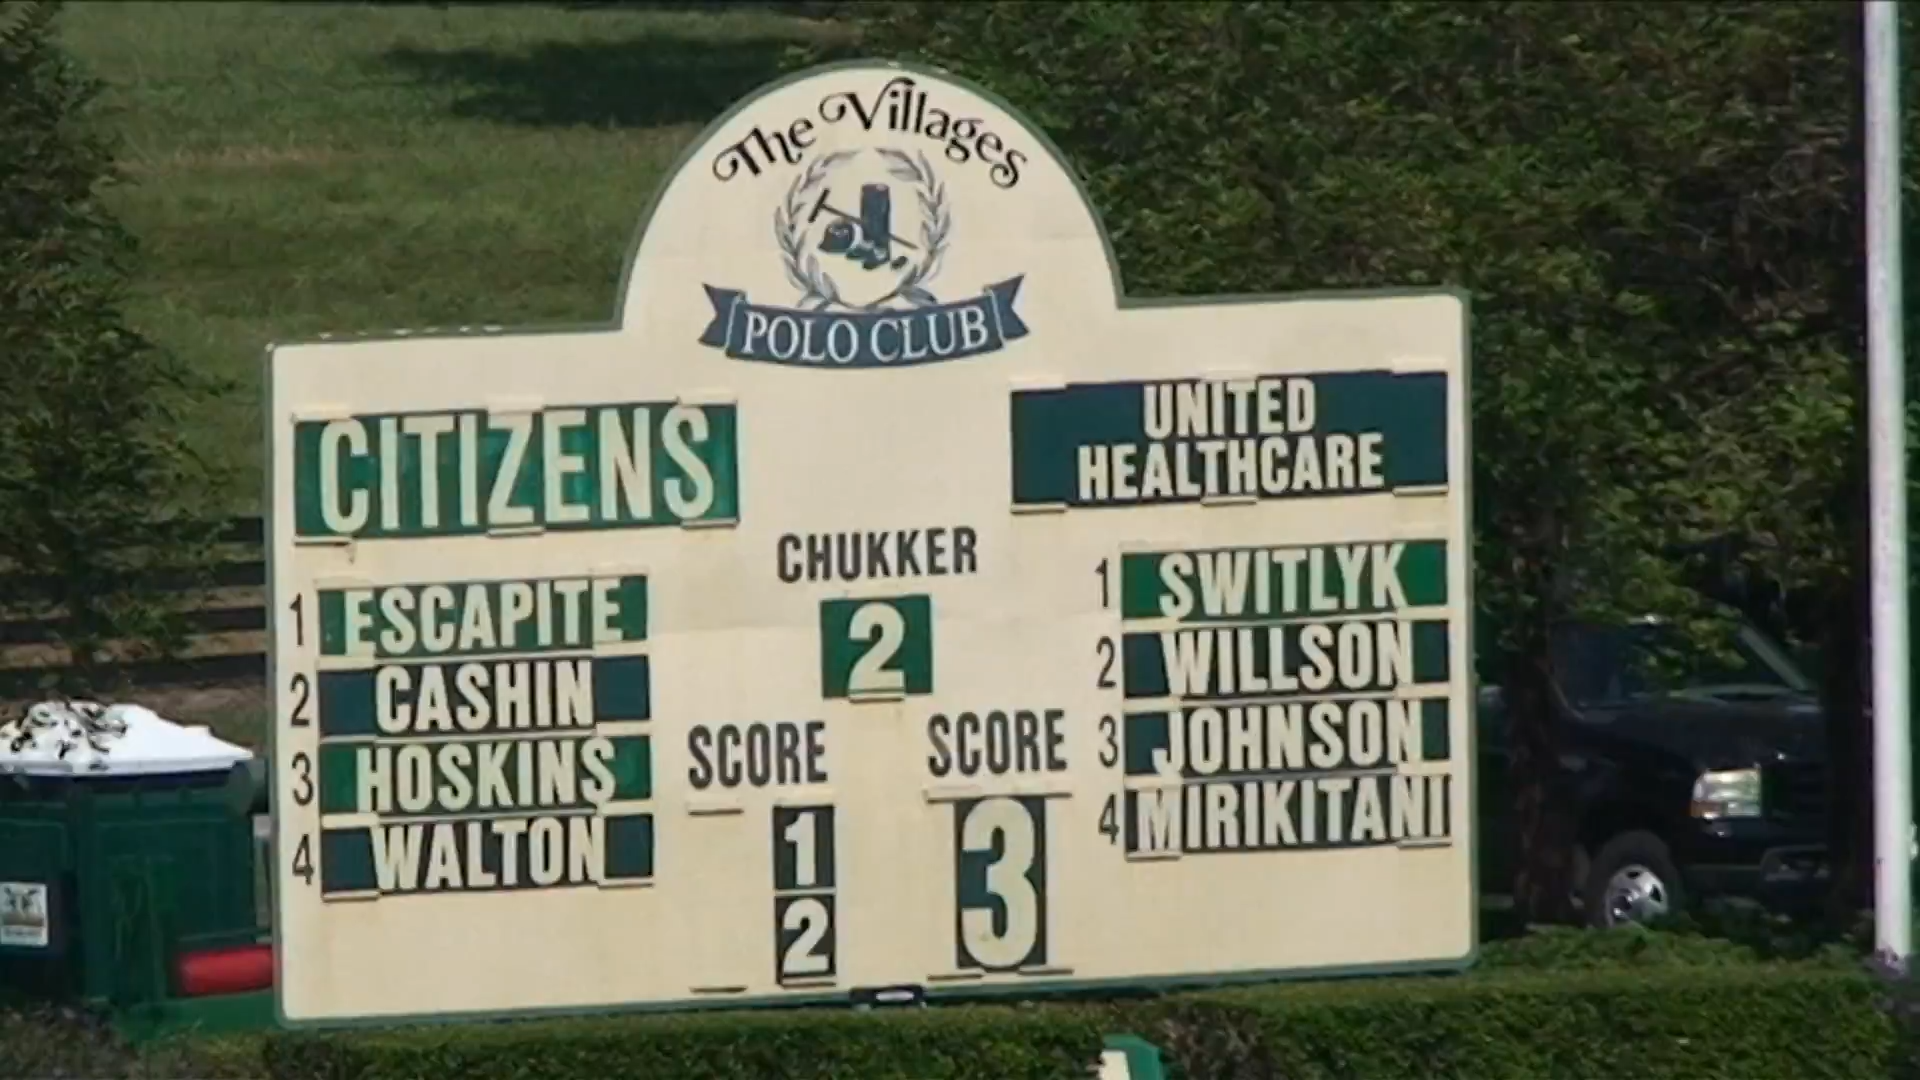 The Villages
POLO CLUB
CITIZENS
UNITED
HEALTHCARE
CHUKKER
2
1 ESCAPITE
2 CASHIN
3 HOSKINS
4 WALTON
1 SWITLYK
2 WILLSON
3 JOHNSON
4 MIRIKITANI
SCORE
1
2
SCORE
3